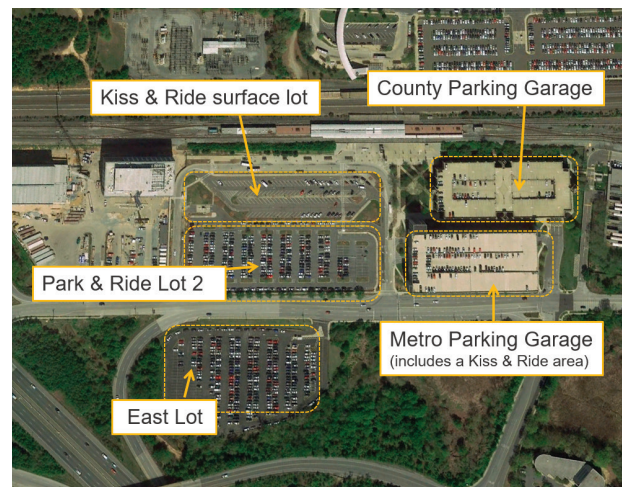 Kiss & Ride surface lot
County Parking Garage
Park & Ride Lot 2
Metro Parking Garage
(includes a Kiss & Ride area)
East Lot